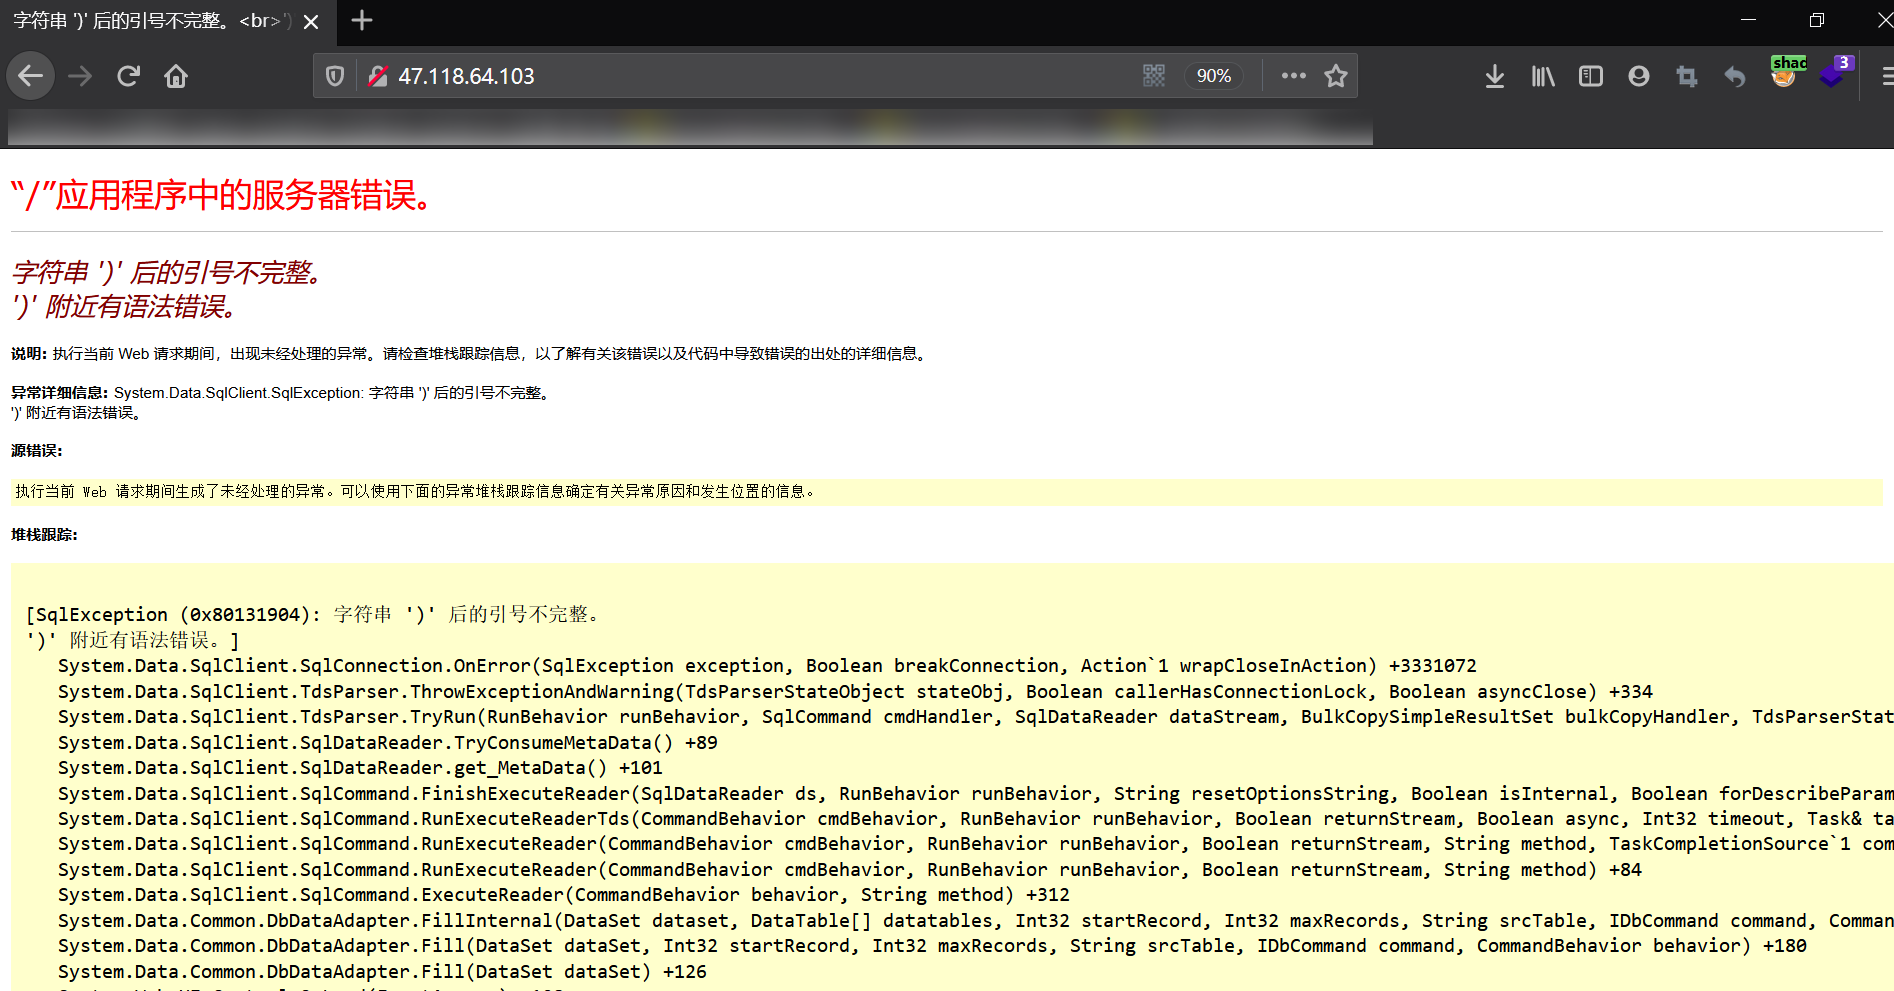 字符串 ')' 后的引号不完整。<br>')
47.118.64.103
90%
shad
3
“/”应用程序中的服务器错误。
字符串 ')' 后的引号不完整。
')' 附近有语法错误。
说明: 执行当前 Web 请求期间，出现未经处理的异常。请检查堆栈跟踪信息，以了解有关该错误以及代码中导致错误的出处的详细信息。
异常详细信息: System.Data.SqlClient.SqlException: 字符串 ')' 后的引号不完整。
')' 附近有语法错误。
源错误:
执行当前 Web 请求期间生成了未经处理的异常。可以使用下面的异常堆栈跟踪信息确定有关异常原因和发生位置的信息。
堆栈跟踪:
[SqlException (0x80131904): 字符串 ')' 后的引号不完整。
')' 附近有语法错误。]
System.Data.SqlClient.SqlConnection.OnError(SqlException exception, Boolean breakConnection, Action`1 wrapCloseInAction) +3331072
System.Data.SqlClient.TdsParser.ThrowExceptionAndWarning(TdsParserStateObject stateObj, Boolean callerHasConnectionLock, Boolean asyncClose) +334
System.Data.SqlClient.TdsParser.TryRun(RunBehavior runBehavior, SqlCommand cmdHandler, SqlDataReader dataStream, BulkCopySimpleResultSet bulkCopyHandler, TdsParserStat
System.Data.SqlClient.SqlDataReader.TryConsumeMetaData() +89
System.Data.SqlClient.SqlDataReader.get_MetaData() +101
System.Data.SqlClient.SqlCommand.FinishExecuteReader(SqlDataReader ds, RunBehavior runBehavior, String resetOptionsString, Boolean isInternal, Boolean forDescribeParam
System.Data.SqlClient.SqlCommand.RunExecuteReaderTds(CommandBehavior cmdBehavior, RunBehavior runBehavior, Boolean returnStream, Boolean async, Int32 timeout, Task& ta
System.Data.SqlClient.SqlCommand.RunExecuteReader(CommandBehavior cmdBehavior, RunBehavior runBehavior, Boolean returnStream, String method, TaskCompletionSource`1 com
System.Data.SqlClient.SqlCommand.RunExecuteReader(CommandBehavior cmdBehavior, RunBehavior runBehavior, Boolean returnStream, String method) +84
System.Data.SqlClient.SqlCommand.ExecuteReader(CommandBehavior behavior, String method) +312
System.Data.Common.DbDataAdapter.FillInternal(DataSet dataset, DataTable[] datatables, Int32 startRecord, Int32 maxRecords, String srcTable, IDbCommand command, Comman
System.Data.Common.DbDataAdapter.Fill(DataSet dataSet, Int32 startRecord, Int32 maxRecords, String srcTable, IDbCommand command, CommandBehavior behavior) +180
System.Data.Common.DbDataAdapter.Fill(DataSet dataSet) +126